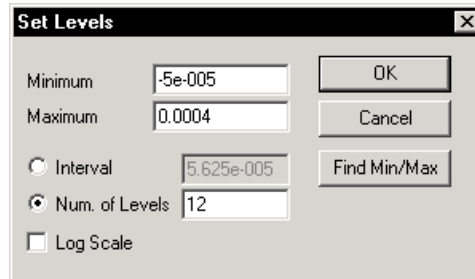 Set Levels
Minimum -5e-005 OK
Maximum 0.0004 Cancel
Interval 5.625e-005 Find Min/Max
Num. of Levels 12
Log Scale